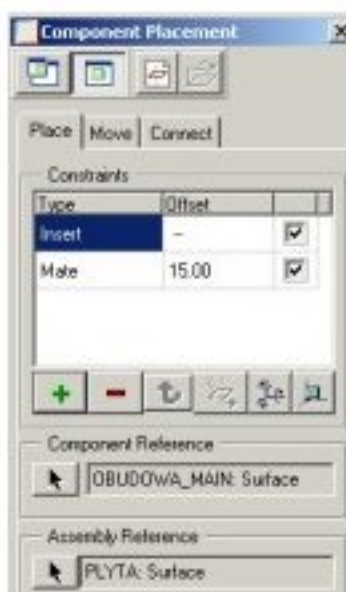 Component Placement
Place Move Connect
Constraints
Type Offset
Insert –
Mate 15.00
Component Reference
OBUDOWA_MAIN: Surface
Assembly Reference
PLYTA: Surface